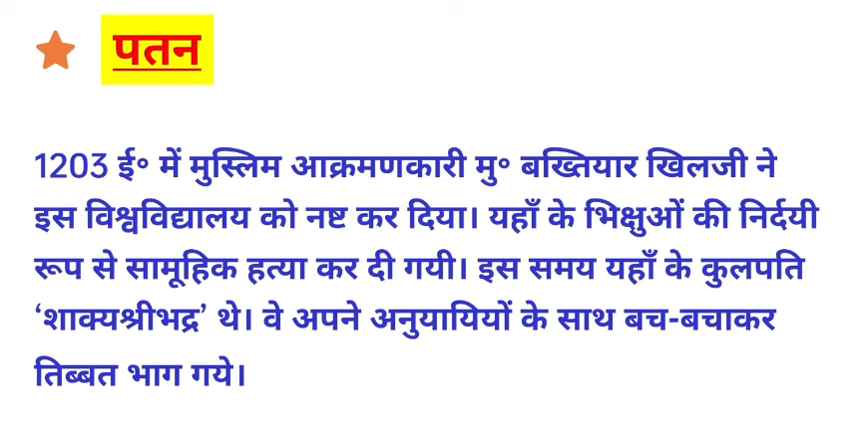 पतन
1203 ई॰ में मुस्लिम आक्रमणकारी मु॰ बख्तियार खिलजी ने
इस विश्वविद्यालय को नष्ट कर दिया। यहाँ के भिक्षुओं की निर्दयी
रूप से सामूहिक हत्या कर दी गयी। इस समय यहाँ के कुलपति
‘शाक्यश्रीभद्र’ थे। वे अपने अनुयायियों के साथ बच-बचाकर
तिब्बत भाग गये।